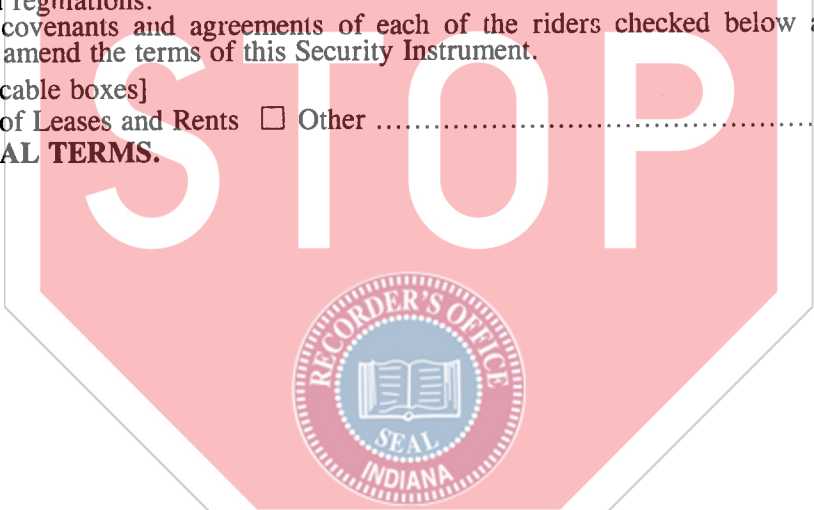 regulations.
covenants and agreements of each of the riders checked below
amend the terms of this Security Instrument.
cable boxes]
of Leases and Rents ☐ Other ................................................
AL TERMS.
STOP
RECORDER'S OFFICE
SEAL
INDIANA